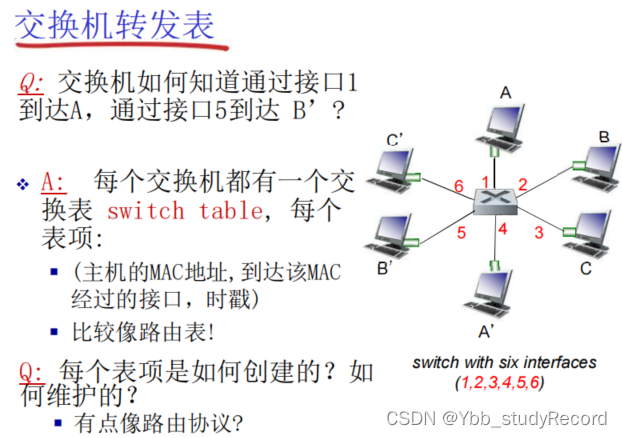 交换机转发表
Q: 交换机如何知道通过接口1
到达A，通过接口5到达 B’？
A: 每个交换机都有一个交
换表 switch table, 每个
表项:
(主机的MAC地址,到达该MAC
经过的接口，时戳)
比较像路由表!
Q: 每个表项是如何创建的？如
何维护的？
有点像路由协议?
A
B
C
A’
B’
C’
1
2
3
4
5
6
switch with six interfaces
(1,2,3,4,5,6)
CSDN @Ybb_studyRecord